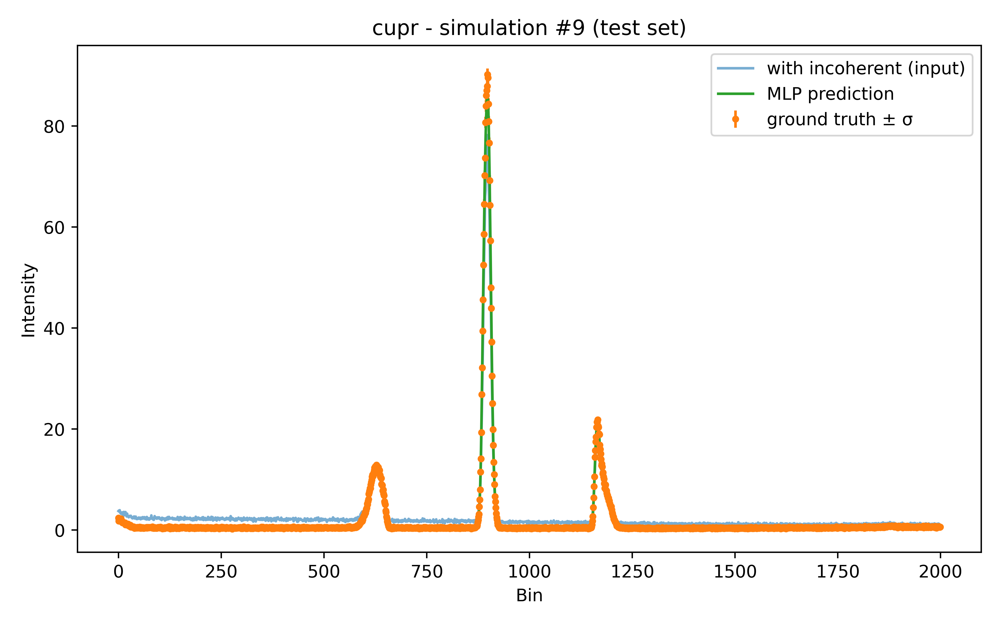 cupr - simulation #9 (test set)
with incoherent (input)
MLP prediction
ground truth ± σ
Intensity
80
60
40
20
0
0 250 500 750 1000 1250 1500 1750 2000
Bin